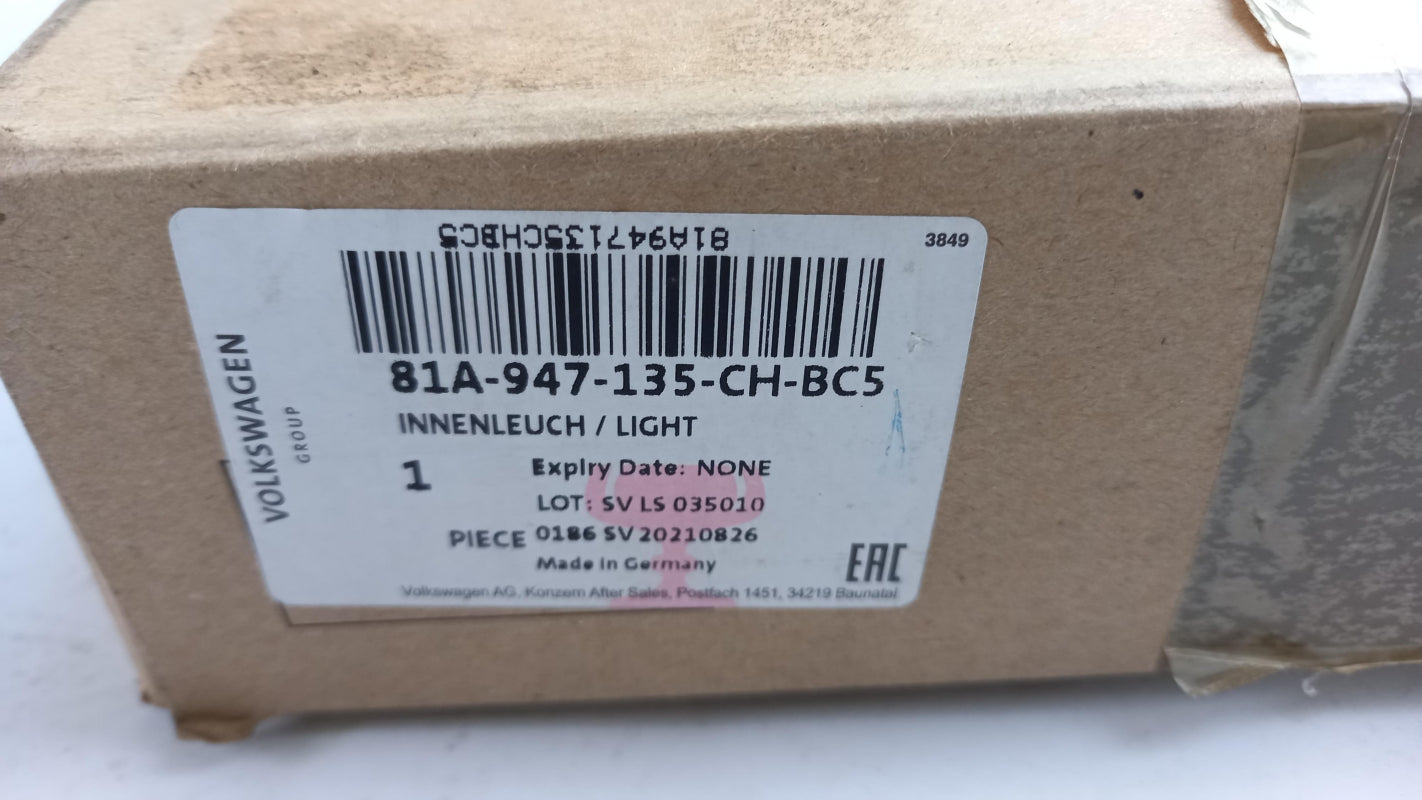 81A947135CHBC5
3849
81A-947-135-CH-BC5
INNENLEUCH / LIGHT
VOLKSWAGEN
GROUP
1
PIECE
Expiry Date: NONE
LOT: SV LS 035010
0186 SV 20210826
Made in Germany
EAC
Volkswagen AG, Konzern After Sales, Postfach 1451, 34219 Baunatal